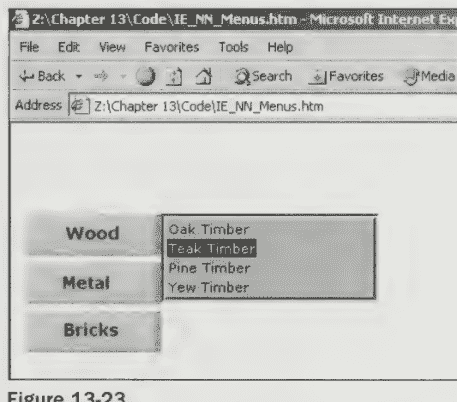 Z:\Chapter 13\Code\IE_NN_Menus.htm - Microsoft Internet Exp
File Edit View Favorites Tools Help
Back Search Favorites Media
Address Z:\Chapter 13\Code\IE_NN_Menus.htm
Wood
Oak Timber
Teak Timber
Pine Timber
Yew Timber
Metal
Bricks
Figure 13-23